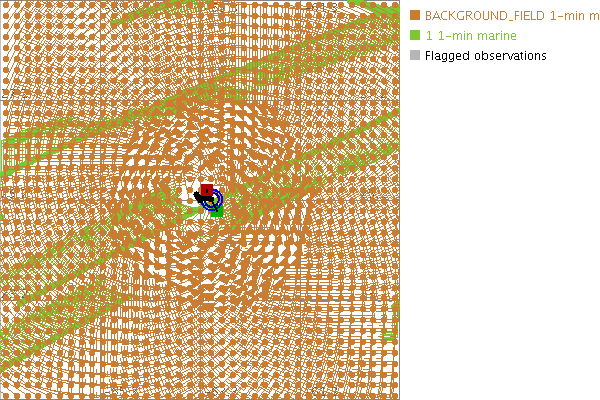 BACKGROUND_FIELD 1-min m
1 1-min marine
Flagged observations